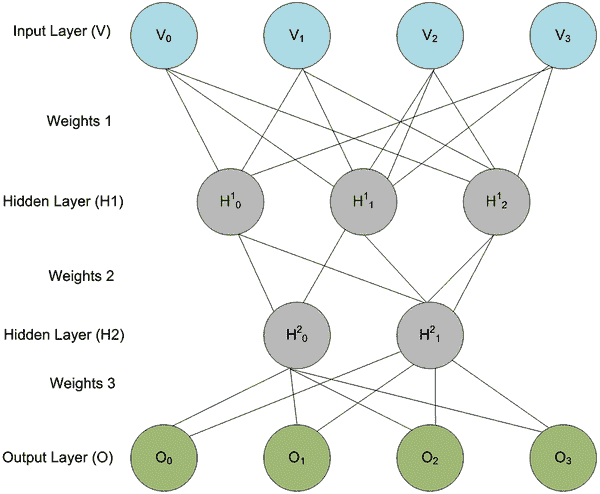 Input Layer (V) V₀ V₁ V₂ V₃
Weights 1
Hidden Layer (H1) H¹₀ H¹₁ H¹₂
Weights 2
Hidden Layer (H2) H²₀ H²₁
Weights 3
Output Layer (O) O₀ O₁ O₂ O₃